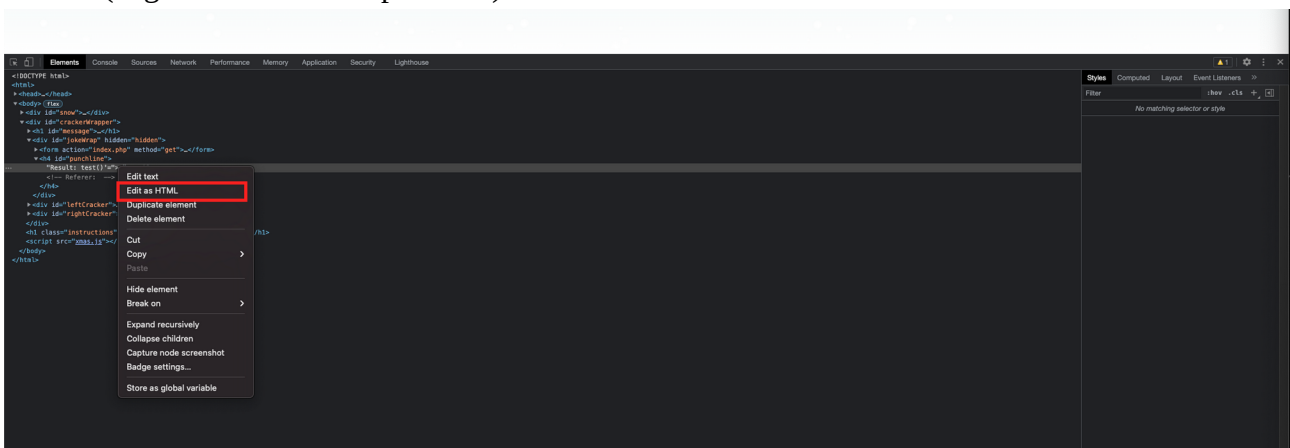 Elements Console Sources Network Performance Memory Application Security Lighthouse
1
<!DOCTYPE html>
<html>
<head>…</head>
<body> flex
<div id="snow">…</div>
<div id="crackerWrapper">
<h1 id="message">…</h1>
<div id="jokeWrap" hidden="hidden">
<form action="index.php" method="get">…</form>
<h4 id="punchline">
"Result: test()'=">
<!-- Referer: -->
</h4>
</div>
<div id="leftCracker">
<div id="rightCracker"
</div>
<h1 class="instructions" /h1>
<script src="xmas.js"></
</body>
</html>
Edit text
Edit as HTML
Duplicate element
Delete element
Cut
Copy
Paste
Hide element
Break on
Expand recursively
Collapse children
Capture node screenshot
Badge settings...
Store as global variable
Styles Computed Layout Event Listeners »
Filter :hov .cls +
No matching selector or style